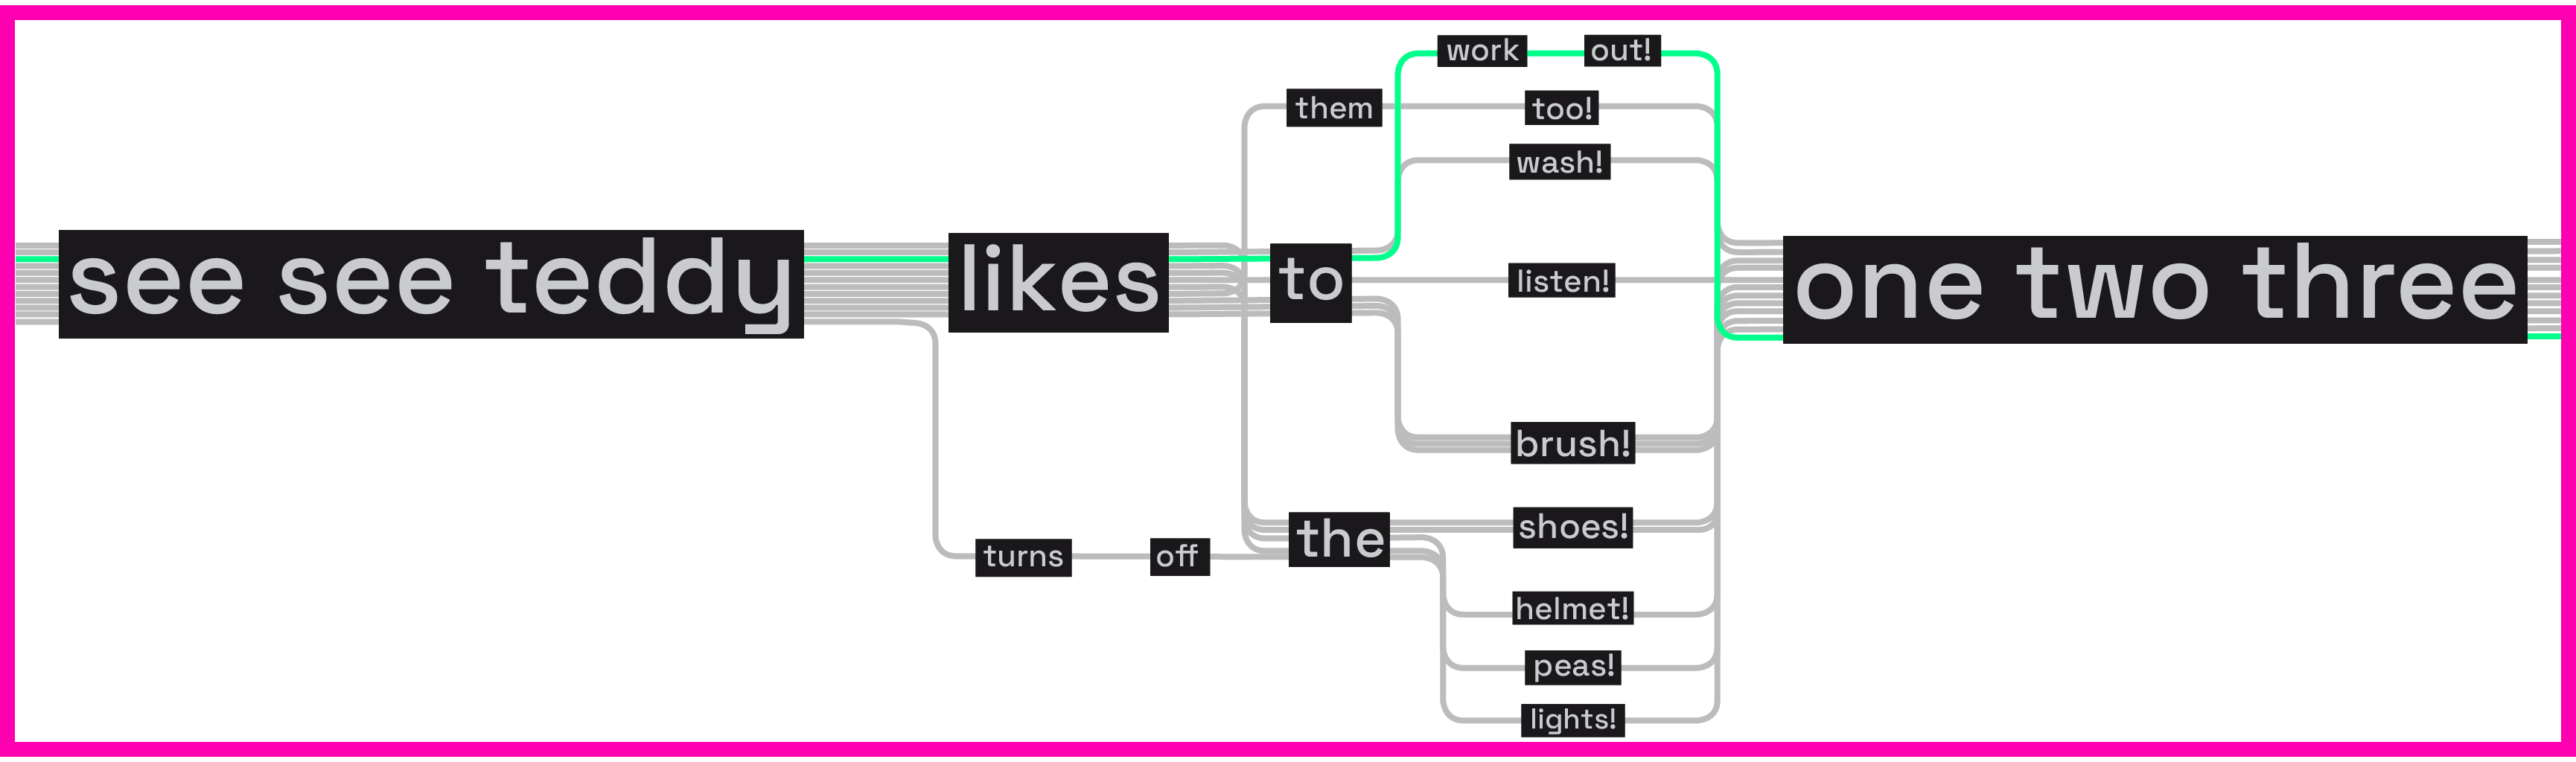 work out!
them too!
wash!
see see teddy likes to listen! one two three
brush!
the shoes!
turns off
helmet!
peas!
lights!